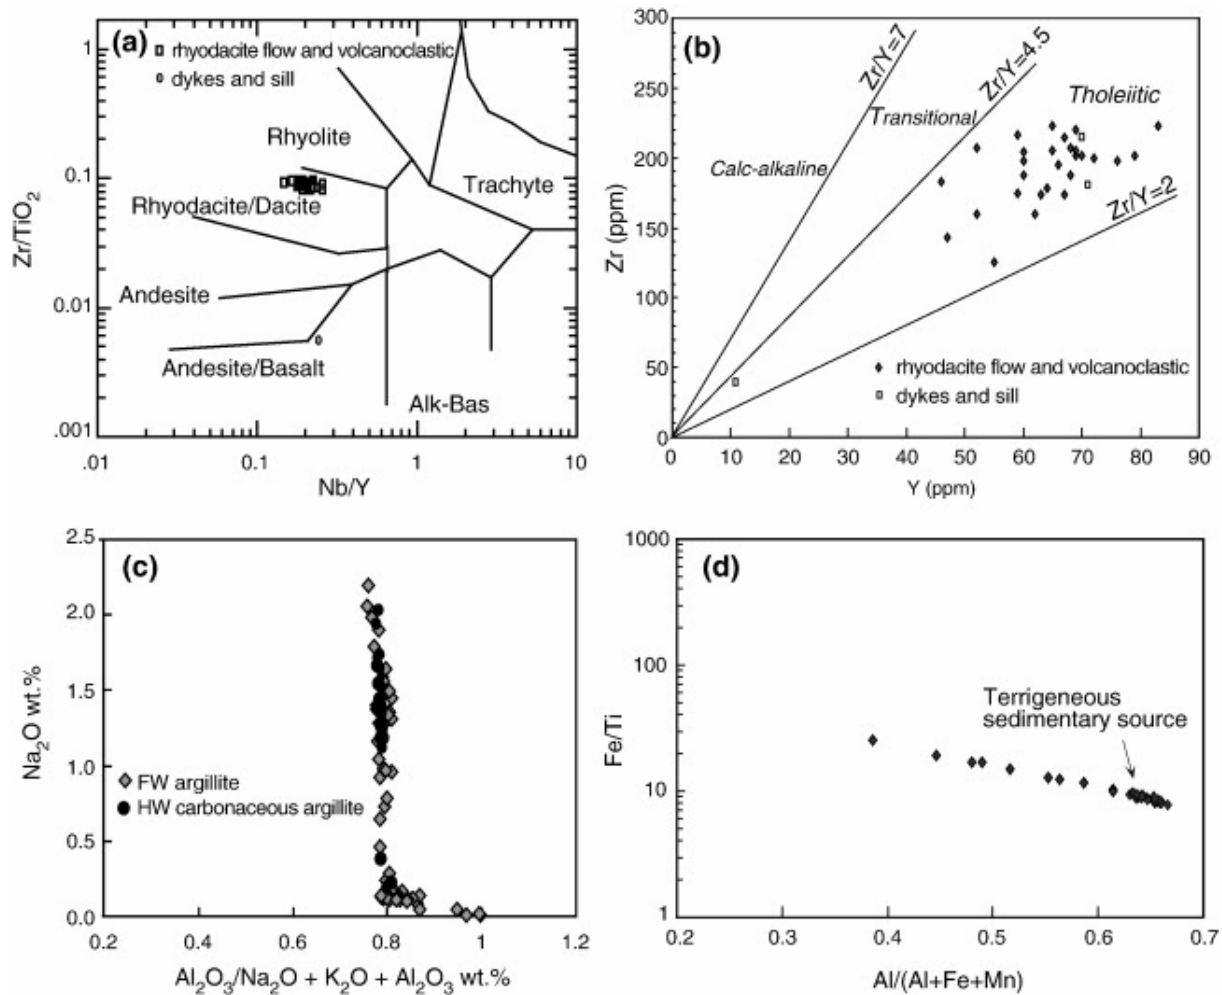 (a)
rhyodacite flow and volcanoclastic
dykes and sill
Rhyolite
Trachyte
Rhyodacite/Dacite
Andesite
Andesite/Basalt
Alk-Bas
1
0.1
0.01
.001
Zr/TiO2
.01
0.1
1
10
Nb/Y
(b)
Zr/Y=7
Zr/Y=4.5
Tholeiitic
Transitional
Calc-alkaline
Zr/Y=2
rhyodacite flow and volcanoclastic
dykes and sill
300
250
200
150
100
50
0
Zr (ppm)
0 10 20 30 40 50 60 70 80 90
Y (ppm)
(c)
FW argillite
HW carbonaceous argillite
2.5
2.0
1.5
1.0
0.5
0.0
Na2O wt.%
0.2 0.4 0.6 0.8 1 1.2
Al2O3/Na2O + K2O + Al2O3 wt.%
(d)
Terrigeneous
sedimentary source
1000
100
10
1
Fe/Ti
0.2 0.3 0.4 0.5 0.6 0.7
Al/(Al+Fe+Mn)